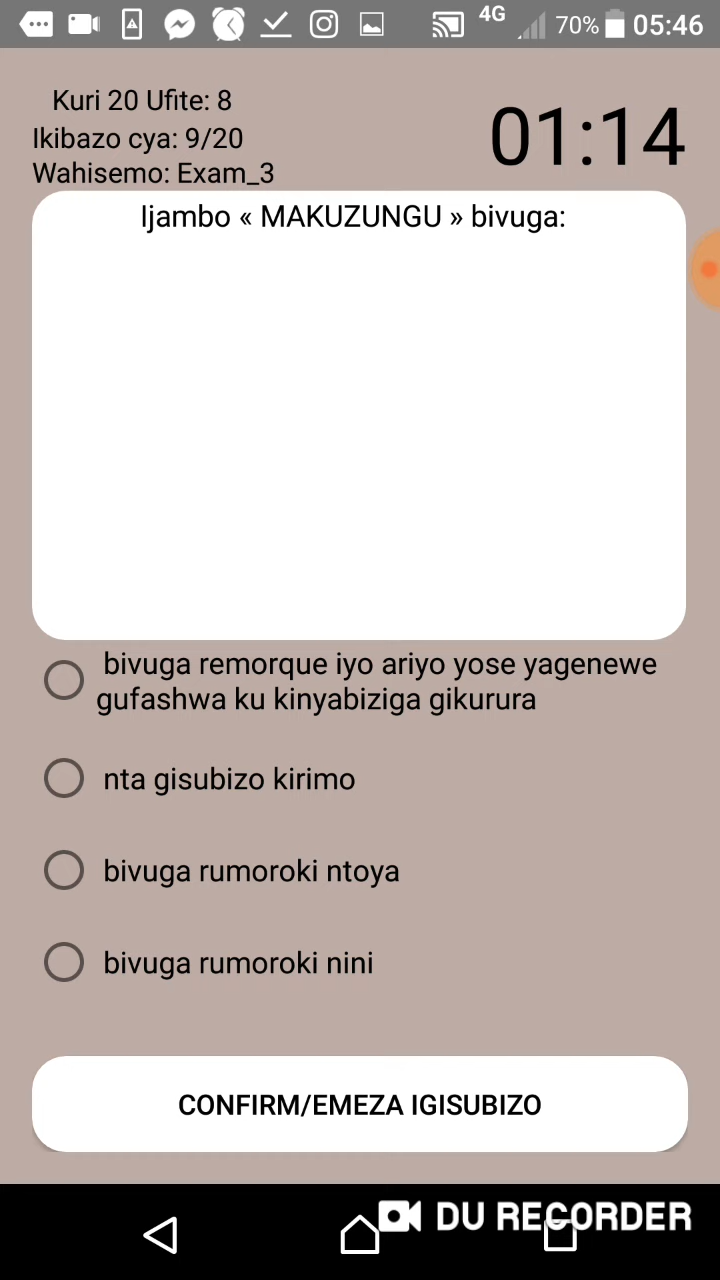 4G 70% 05:46
Kuri 20 Ufite: 8
01:14
Ikibazo cya: 9/20
Wahisemo: Exam_3
Ijambo « MAKUZUNGU » bivuga:
bivuga remorque iyo ariyo yose yagenewe
gufashwa ku kinyabiziga gikurura
nta gisubizo kirimo
bivuga rumoroki ntoya
bivuga rumoroki nini
CONFIRM/EMEZA IGISUBIZO
DU RECORDER